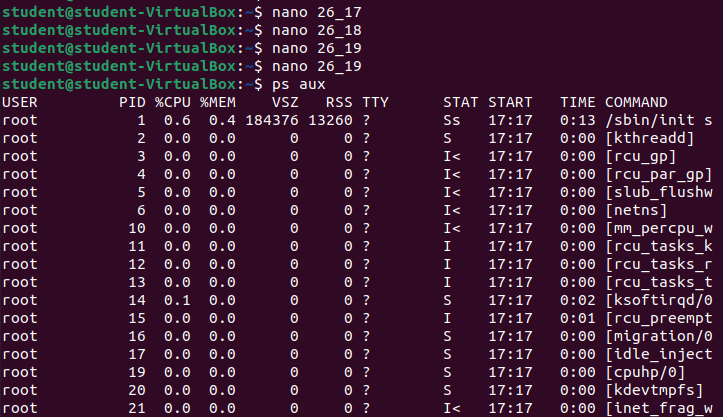 student@student-VirtualBox:~$ nano 26_17
student@student-VirtualBox:~$ nano 26_18
student@student-VirtualBox:~$ nano 26_19
student@student-VirtualBox:~$ nano 26_19
student@student-VirtualBox:~$ ps aux
USER PID %CPU %MEM VSZ RSS TTY STAT START TIME COMMAND
root 1 0.6 0.4 184376 13260 ? Ss 17:17 0:13 /sbin/init s
root 2 0.0 0.0 0 0 ? S 17:17 0:00 [kthreadd]
root 3 0.0 0.0 0 0 ? I< 17:17 0:00 [rcu_gp]
root 4 0.0 0.0 0 0 ? I< 17:17 0:00 [rcu_par_gp]
root 5 0.0 0.0 0 0 ? I< 17:17 0:00 [slub_flushw
root 6 0.0 0.0 0 0 ? I< 17:17 0:00 [netns]
root 10 0.0 0.0 0 0 ? I< 17:17 0:00 [mm_percpu_w
root 11 0.0 0.0 0 0 ? I 17:17 0:00 [rcu_tasks_k
root 12 0.0 0.0 0 0 ? I 17:17 0:00 [rcu_tasks_r
root 13 0.0 0.0 0 0 ? I 17:17 0:00 [rcu_tasks_t
root 14 0.1 0.0 0 0 ? S 17:17 0:02 [ksoftirqd/0
root 15 0.0 0.0 0 0 ? I 17:17 0:01 [rcu_preempt
root 16 0.0 0.0 0 0 ? S 17:17 0:00 [migration/0
root 17 0.0 0.0 0 0 ? S 17:17 0:00 [idle_inject
root 19 0.0 0.0 0 0 ? S 17:17 0:00 [cpuhp/0]
root 20 0.0 0.0 0 0 ? S 17:17 0:00 [kdevtmpfs]
root 21 0.0 0.0 0 0 ? I< 17:17 0:00 [inet_frag_w